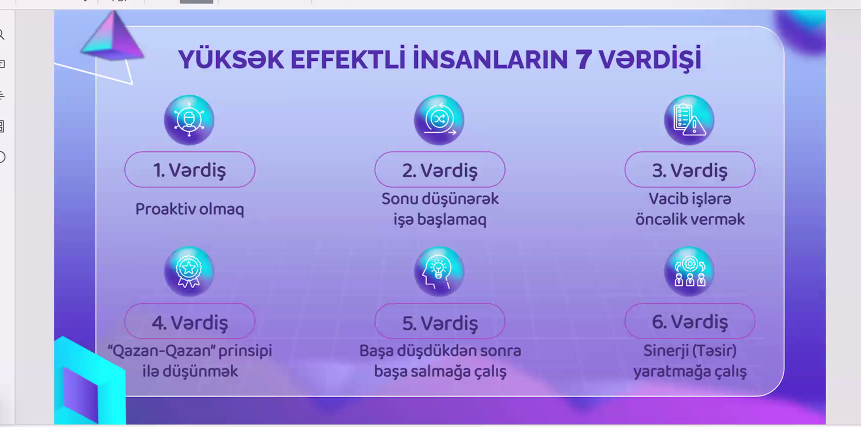 YÜKSƏK EFFEKTLİ İNSANLARIN 7 VƏRDİŞİ
1. Vərdiş
2. Vərdiş
3. Vərdiş
Proaktiv olmaq
Sonu düşünərək
işə başlamaq
Vacib işlərə
öncəlik vermək
4. Vərdiş
5. Vərdiş
6. Vərdiş
“Qazan-Qazan” prinsipi
ilə düşünmək
Başa düşdükdən sonra
başa salmağa çalış
Sinerji (Təsir)
yaratmağa çalış